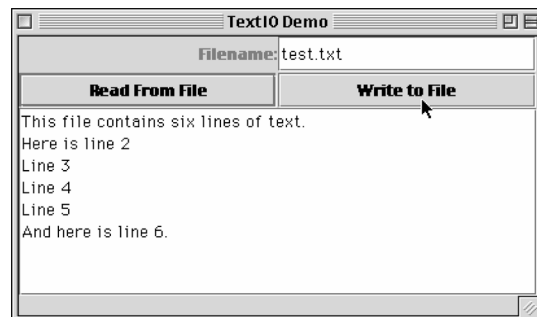 TextIO Demo
Filename: test.txt
Read From File Write to File
This file contains six lines of text.
Here is line 2
Line 3
Line 4
Line 5
And here is line 6.